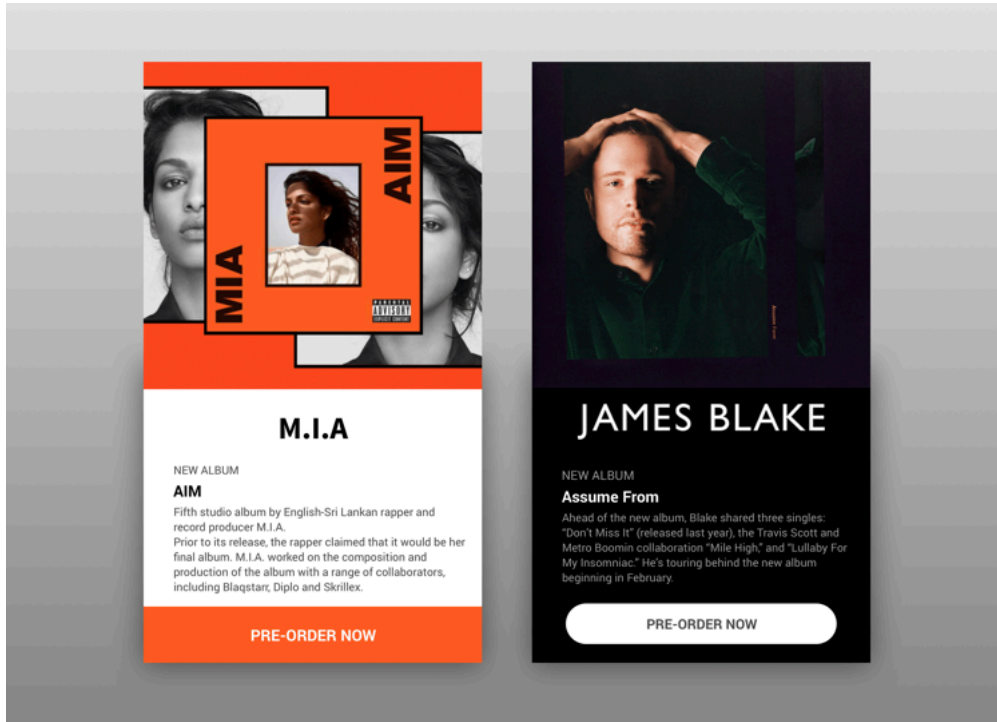 MIA
AIM
PARENTAL
ADVISORY
EXPLICIT CONTENT
M.I.A
NEW ALBUM
AIM
Fifth studio album by English-Sri Lankan rapper and
record producer M.I.A.
Prior to its release, the rapper claimed that it would be her
final album. M.I.A. worked on the composition and
production of the album with a range of collaborators,
including Blaqstarr, Diplo and Skrillex.
PRE-ORDER NOW
Assume From
JAMES BLAKE
NEW ALBUM
Assume From
Ahead of the new album, Blake shared three singles:
“Don’t Miss It” (released last year), the Travis Scott and
Metro Boomin collaboration “Mile High,” and “Lullaby For
My Insomniac.” He’s touring behind the new album
beginning in February.
PRE-ORDER NOW